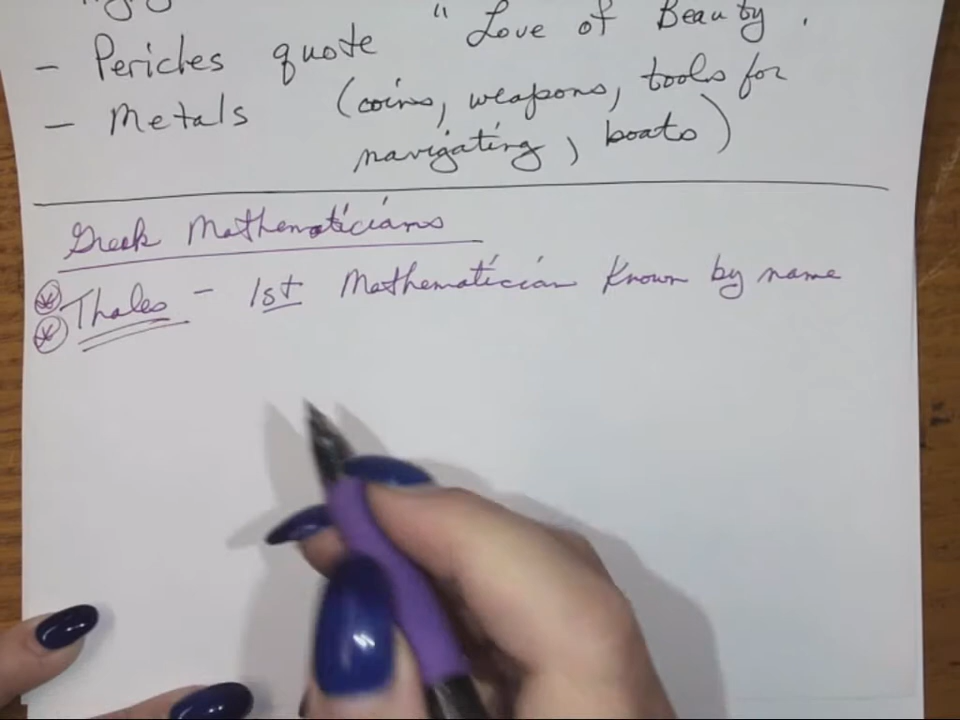 - Pericles quote " Love of Beauty .
- Metals (coins, weapons, tools for
navigating, boats)
Greek Mathematicians
Thales - 1st Mathematician Known by name